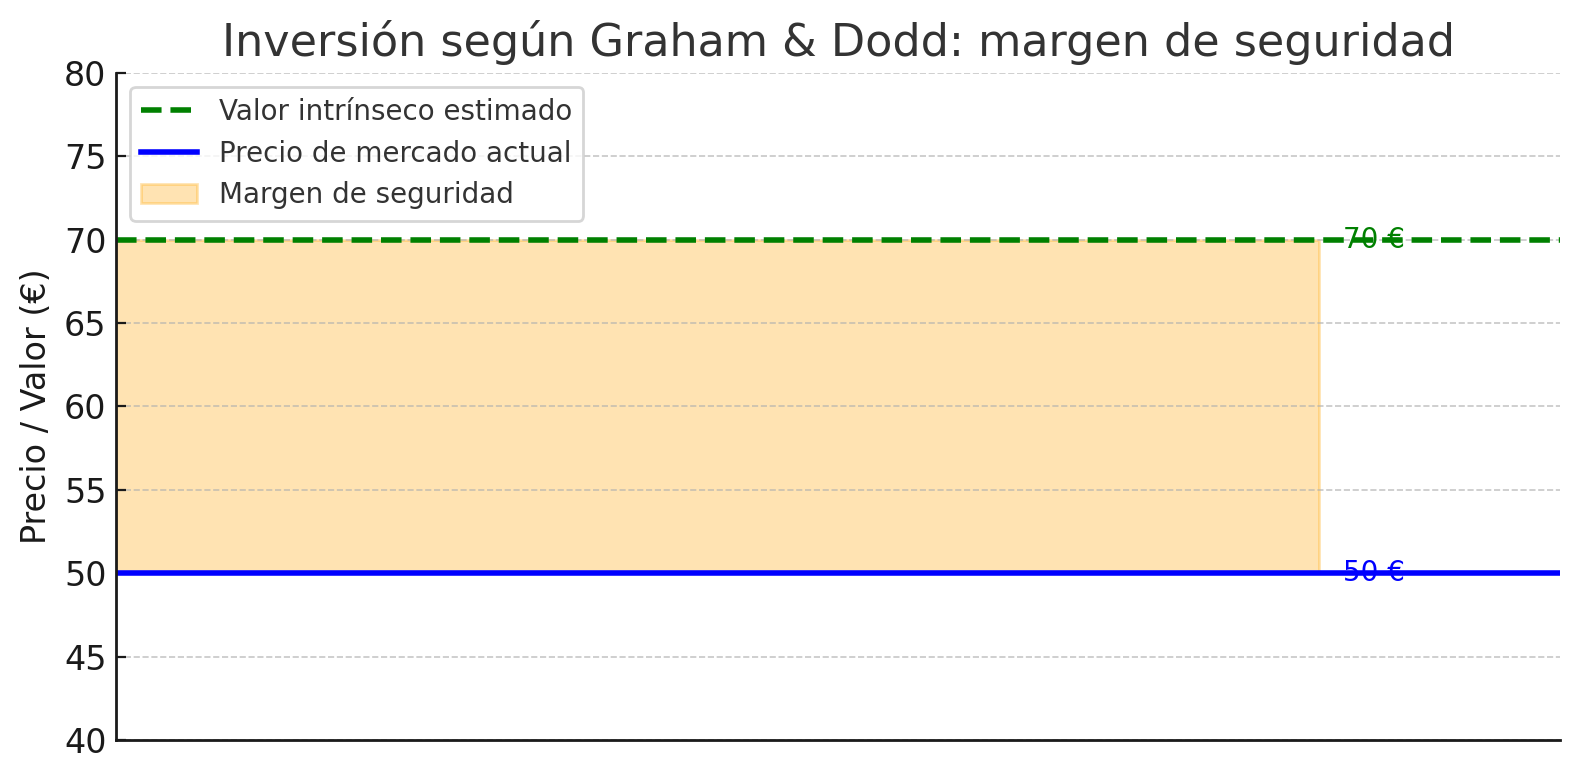 Inversión según Graham & Dodd: margen de seguridad
Valor intrínseco estimado
Precio de mercado actual
Margen de seguridad
Precio / Valor (€)
80
75
70
65
60
55
50
45
40
70 €
50 €